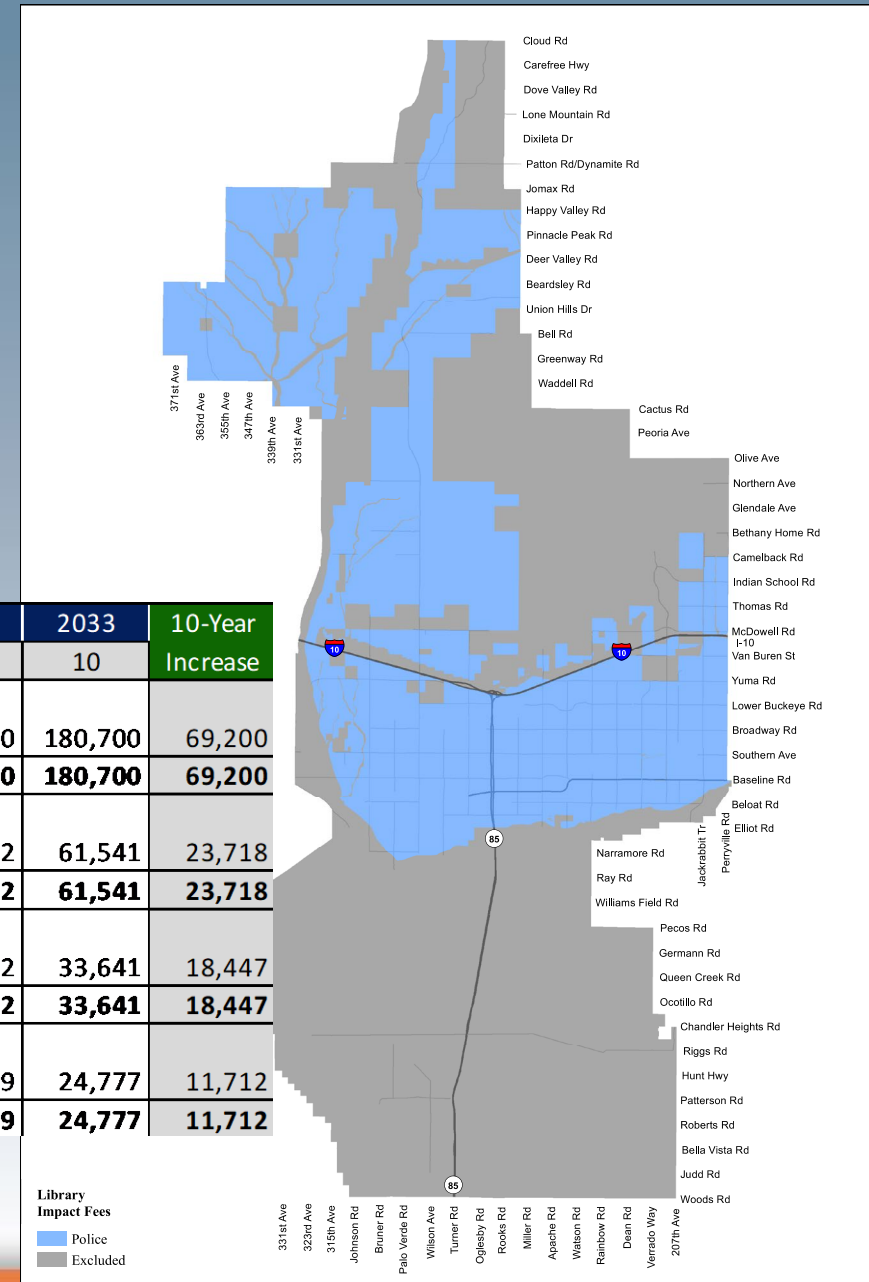 Cloud Rd
Carefree Hwy
Dove Valley Rd
Lone Mountain Rd
Dixileta Dr
Patton Rd/Dynamite Rd
Jomax Rd
Happy Valley Rd
Pinnacle Peak Rd
Deer Valley Rd
Beardsley Rd
Union Hills Dr
Bell Rd
Greenway Rd
Waddell Rd
371st Ave
363rd Ave
355th Ave
347th Ave
339th Ave
331st Ave
Cactus Rd
Peoria Ave
Olive Ave
Northern Ave
Glendale Ave
Bethany Home Rd
Camelback Rd
Indian School Rd
Thomas Rd
McDowell Rd
I-10
Van Buren St
Yuma Rd
Lower Buckeye Rd
Broadway Rd
Southern Ave
Baseline Rd
Beloat Rd
Elliot Rd
Jackrabbit Tr
Perryville Rd
10
10
85
Narramore Rd
Ray Rd
Williams Field Rd
Pecos Rd
Germann Rd
Queen Creek Rd
Ocotillo Rd
Chandler Heights Rd
Riggs Rd
Hunt Hwy
Patterson Rd
Roberts Rd
Bella Vista Rd
Judd Rd
Woods Rd
85
331st Ave
323rd Ave
315th Ave
Johnson Rd
Bruner Rd
Palo Verde Rd
Wilson Ave
Turner Rd
Oglesby Rd
Rooks Rd
Miller Rd
Apache Rd
Watson Rd
Rainbow Rd
Dean Rd
Verrado Way
207th Ave
2033 10-Year
10 Increase
0 180,700 69,200
0 180,700 69,200
2 61,541 23,718
2 61,541 23,718
2 33,641 18,447
2 33,641 18,447
9 24,777 11,712
9 24,777 11,712
Library
Impact Fees
Police
Excluded